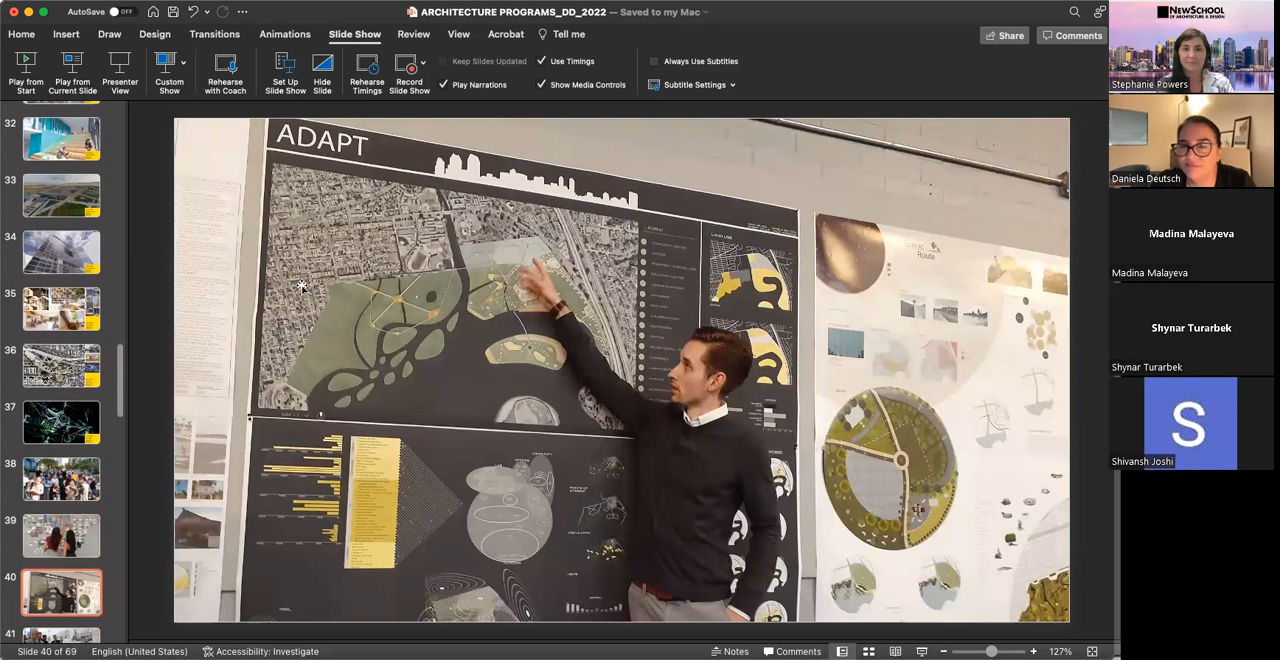 AutoSave OFF
ARCHITECTURE PROGRAMS_DD_2022 — Saved to my Mac
Home Insert Draw Design Transitions Animations Slide Show Review View Acrobat Tell me
Share Comments
Play from Start
Play from Current Slide
Presenter View
Custom Show
Rehearse with Coach
Set Up Slide Show
Hide Slide
Rehearse Timings
Record Slide Show
Keep Slides Updated
Play Narrations
Use Timings
Show Media Controls
Always Use Subtitles
Subtitle Settings
32
33
34
35
36
37
38
39
40
41
ADAPT
LEGEND
LAND USE
Route
NEWSCHOOL
OF ARCHITECTURE & DESIGN
Stephanie Powers
Daniela Deutsch
Madina Malayeva
Madina Malayeva
Shynar Turarbek
Shynar Turarbek
S
Shivansh Joshi
Slide 40 of 69 English (United States) Accessibility: Investigate
Notes Comments 127%